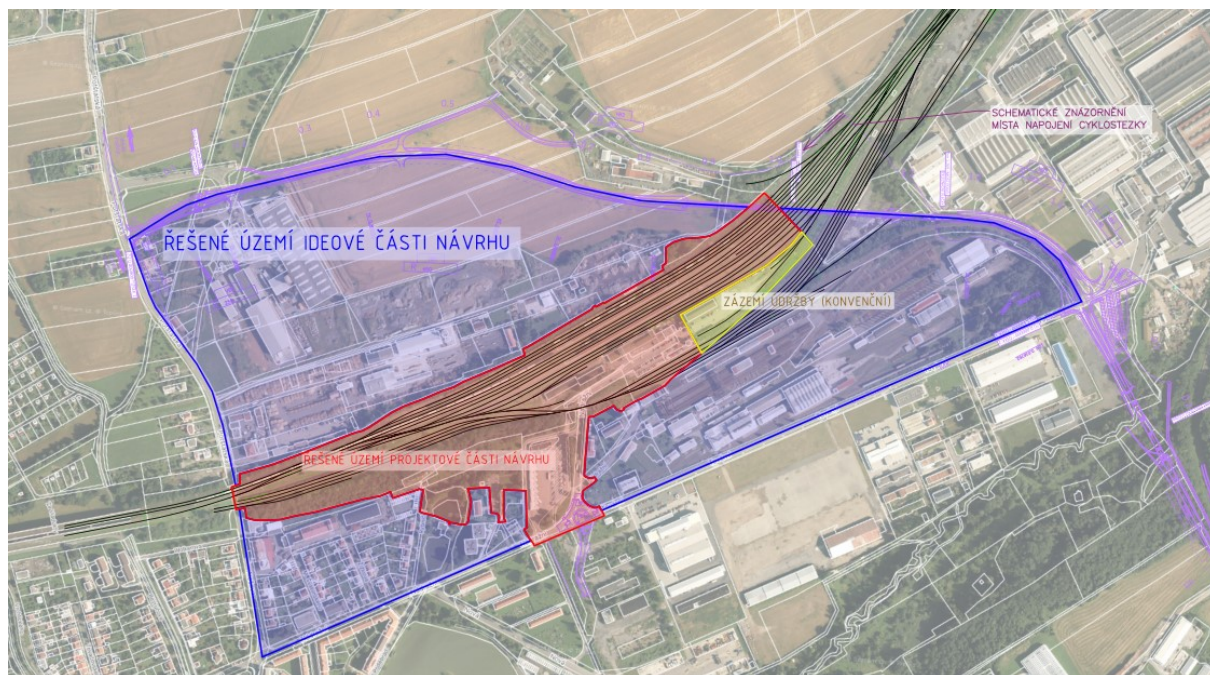 SCHEMATICKÉ ZNÁZORNĚNÍ
MÍSTA NAPOJENÍ CYKLOSTEZKY
ŘEŠENÉ ÚZEMÍ IDEOVÉ ČÁSTI NÁVRHU
ZÁZEMÍ ÚDRŽBY (KONVENČNÍ)
ŘEŠENÉ ÚZEMÍ PROJEKTOVÉ ČÁSTI NÁVRHU